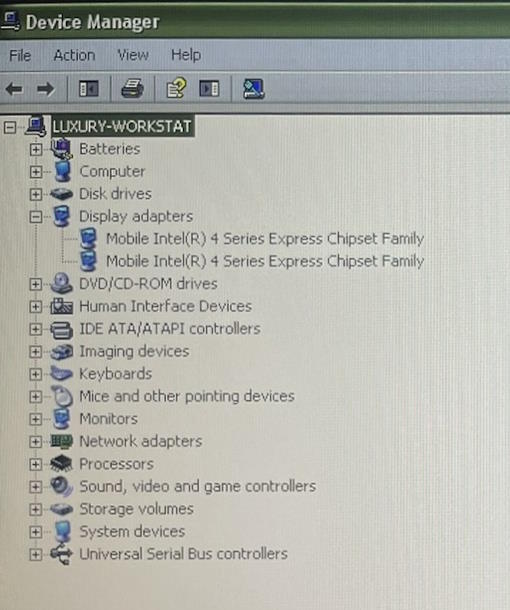 Device Manager
File Action View Help
LUXURY-WORKSTAT
Batteries
Computer
Disk drives
Display adapters
Mobile Intel(R) 4 Series Express Chipset Family
Mobile Intel(R) 4 Series Express Chipset Family
DVD/CD-ROM drives
Human Interface Devices
IDE ATA/ATAPI controllers
Imaging devices
Keyboards
Mice and other pointing devices
Monitors
Network adapters
Processors
Sound, video and game controllers
Storage volumes
System devices
Universal Serial Bus controllers